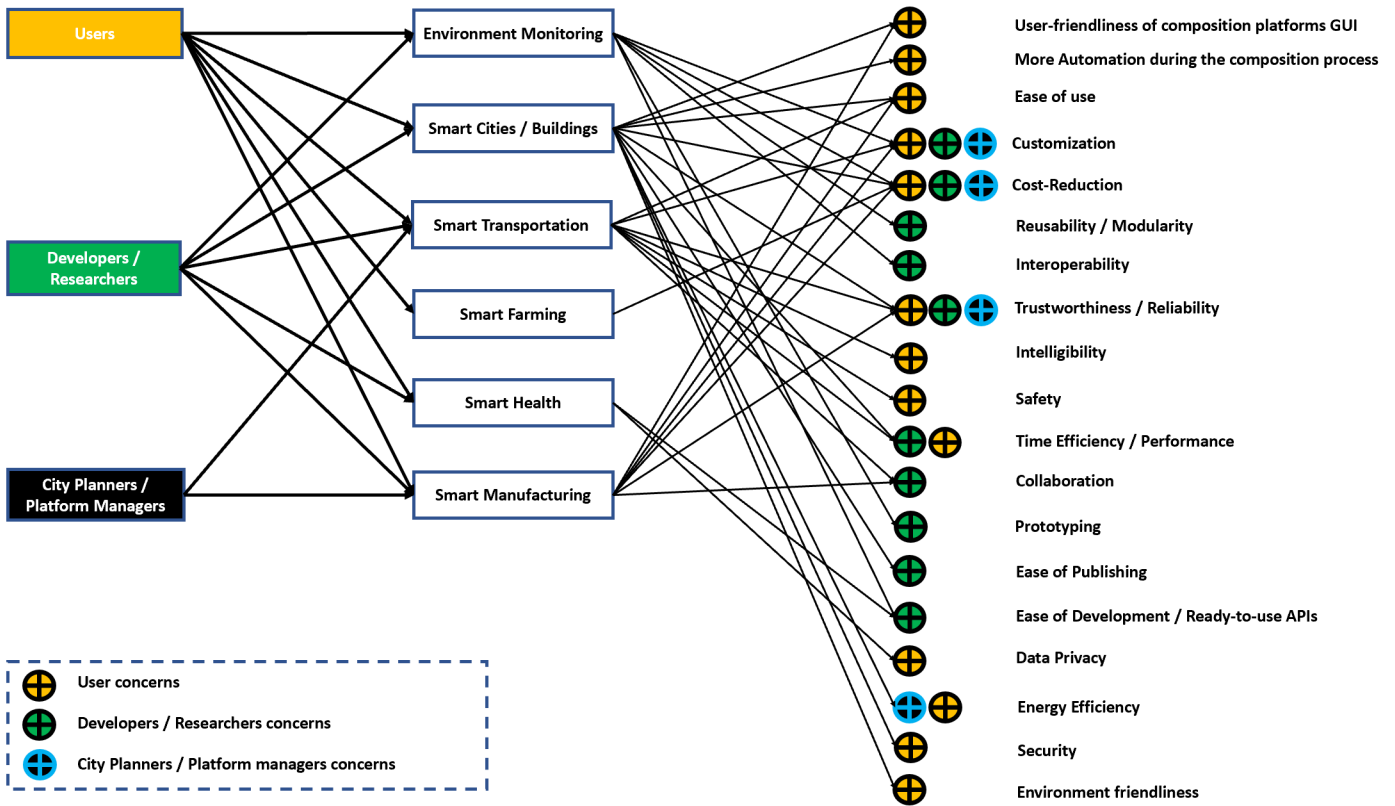 Users
Developers /
Researchers
City Planners /
Platform Managers
Environment Monitoring
Smart Cities / Buildings
Smart Transportation
Smart Farming
Smart Health
Smart Manufacturing
User-friendliness of composition platforms GUI
More Automation during the composition process
Ease of use
Customization
Cost-Reduction
Reusability / Modularity
Interoperability
Trustworthiness / Reliability
Intelligibility
Safety
Time Efficiency / Performance
Collaboration
Prototyping
Ease of Publishing
Ease of Development / Ready-to-use APIs
Data Privacy
Energy Efficiency
Security
Environment friendliness
User concerns
Developers / Researchers concerns
City Planners / Platform managers concerns